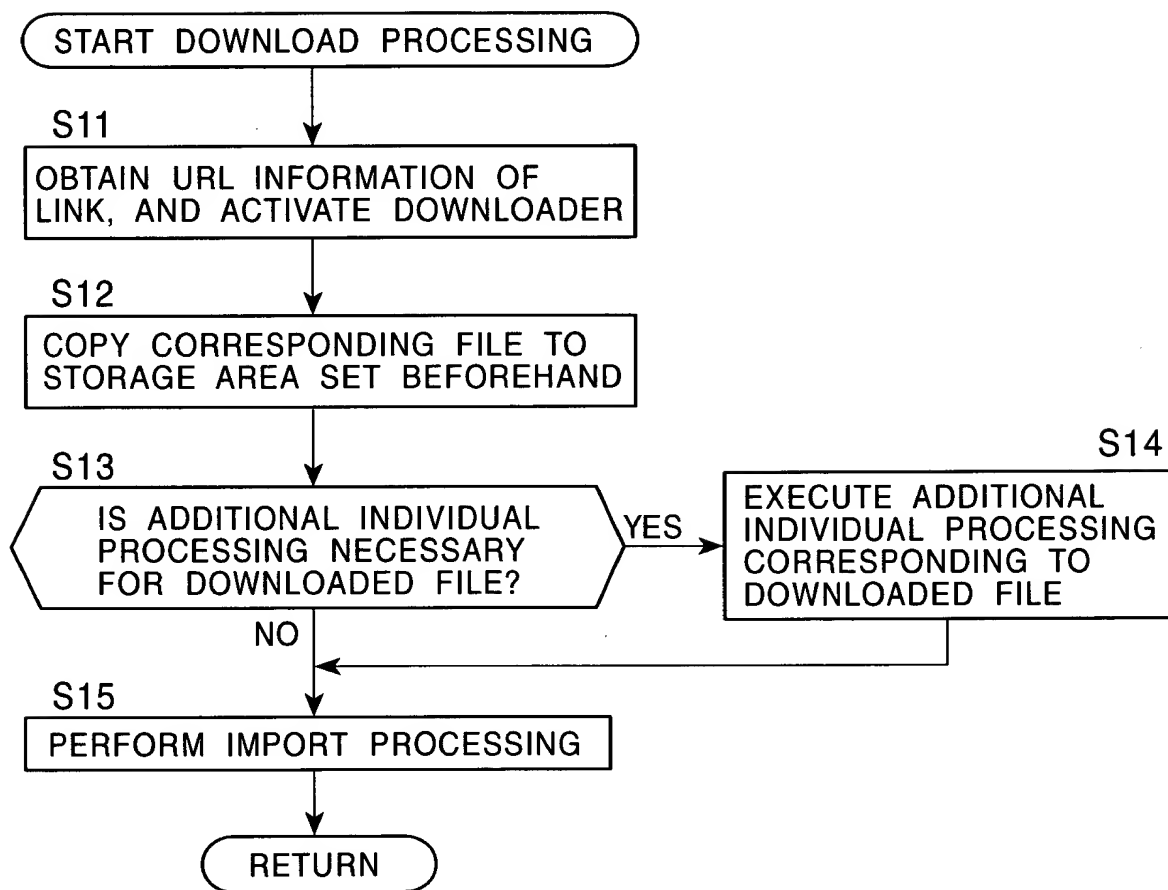 START DOWNLOAD PROCESSING
S11
OBTAIN URL INFORMATION OF
LINK, AND ACTIVATE DOWNLOADER
S12
COPY CORRESPONDING FILE TO
STORAGE AREA SET BEFOREHAND
S13
IS ADDITIONAL INDIVIDUAL
PROCESSING NECESSARY
FOR DOWNLOADED FILE?
YES
S14
EXECUTE ADDITIONAL
INDIVIDUAL PROCESSING
CORRESPONDING TO
DOWNLOADED FILE
NO
S15
PERFORM IMPORT PROCESSING
RETURN